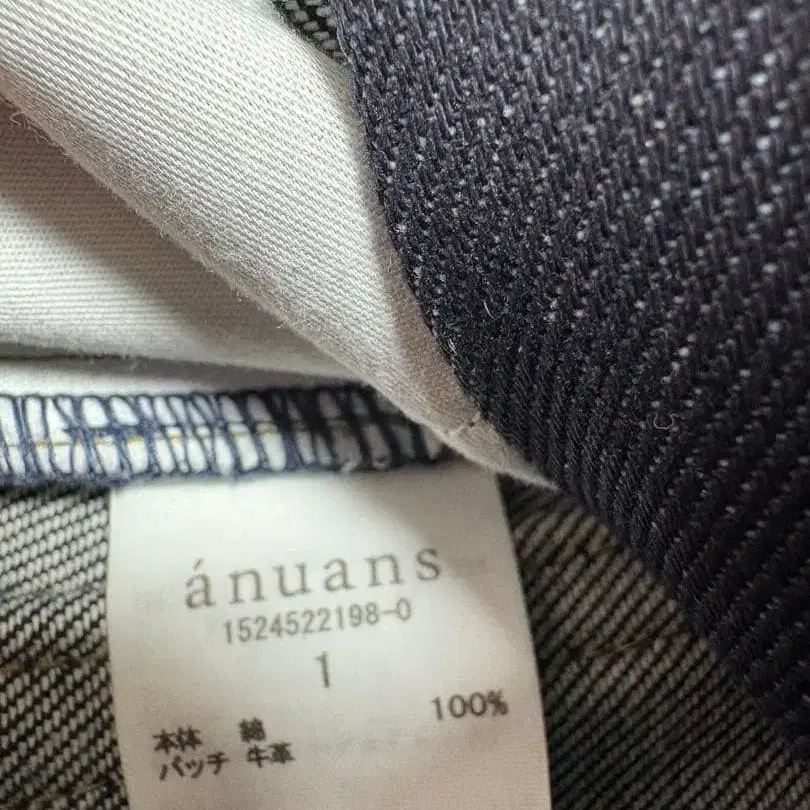 ánuans
1524522198-0
1
本体 綿 100%
パッチ 牛革